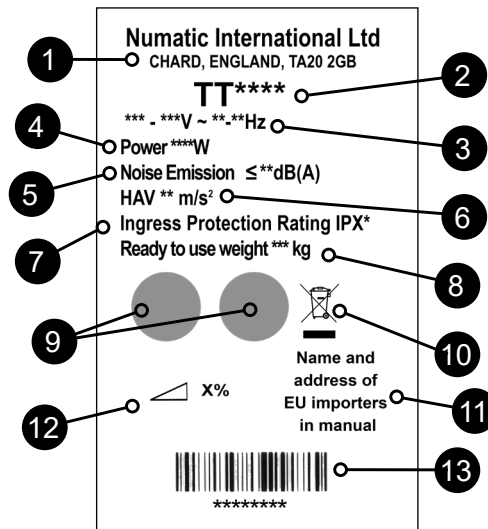 Numatic International Ltd
1 CHARD, ENGLAND, TA20 2GB
TT**** 2
*** - ***V ~ **-**Hz 3
4 Power ****W
5 Noise Emission ≤**dB(A)
HAV ** m/s² 6
7 Ingress Protection Rating IPX*
Ready to use weight *** kg 8
9
10
Name and
address of
EU importers
in manual
11
12 X%
13
********